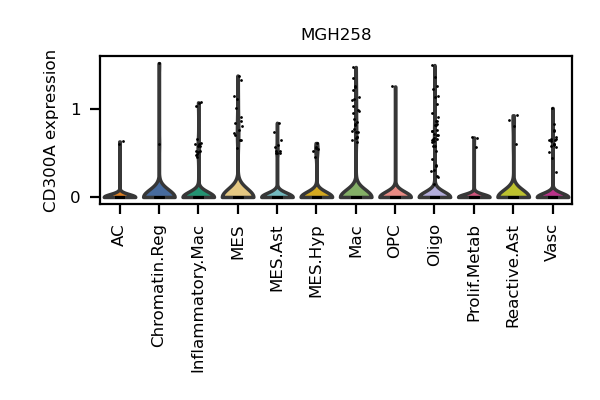 MGH258
CD300A expression
1
0
AC
Chromatin.Reg
Inflammatory.Mac
MES
MES.Ast
MES.Hyp
Mac
OPC
Oligo
Prolif.Metab
Reactive.Ast
Vasc